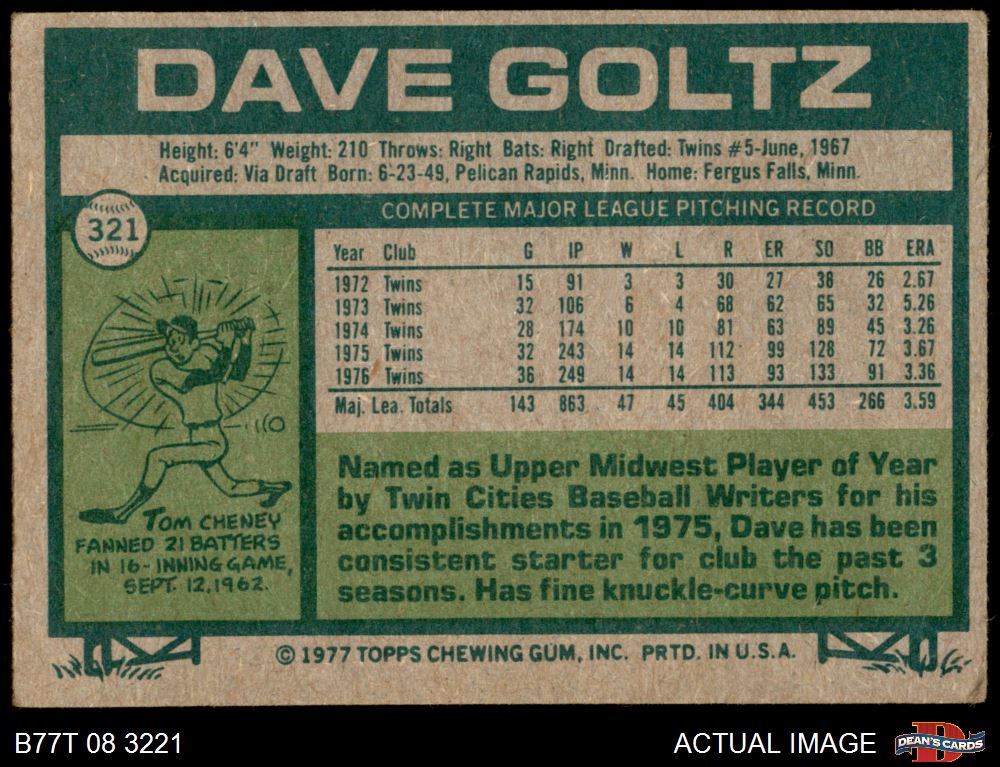 DAVE GOLTZ
Height: 6'4" Weight: 210 Throws: Right Bats: Right Drafted: Twins #5-June, 1967
Acquired: Via Draft Born: 6-23-49, Pelican Rapids, Minn. Home: Fergus Falls, Minn.
321
COMPLETE MAJOR LEAGUE PITCHING RECORD
Year Club G IP W L R ER SO BB ERA
1972 Twins 15 91 3 3 30 27 38 26 2.67
1973 Twins 32 106 6 4 68 62 65 32 5.26
1974 Twins 28 174 10 10 81 63 89 45 3.26
1975 Twins 32 243 14 14 112 99 128 72 3.67
1976 Twins 36 249 14 14 113 93 133 91 3.36
Maj. Lea. Totals 143 863 47 45 404 344 453 266 3.59
TOM CHENEY
FANNED 21 BATTERS
IN 16-INNING GAME,
SEPT. 12, 1962.
Named as Upper Midwest Player of Year
by Twin Cities Baseball Writers for his
accomplishments in 1975, Dave has been
consistent starter for club the past 3
seasons. Has fine knuckle-curve pitch.
© 1977 TOPPS CHEWING GUM, INC. PRTD. IN U.S.A.
B77T 08 3221
ACTUAL IMAGE
D
DEAN'S CARDS